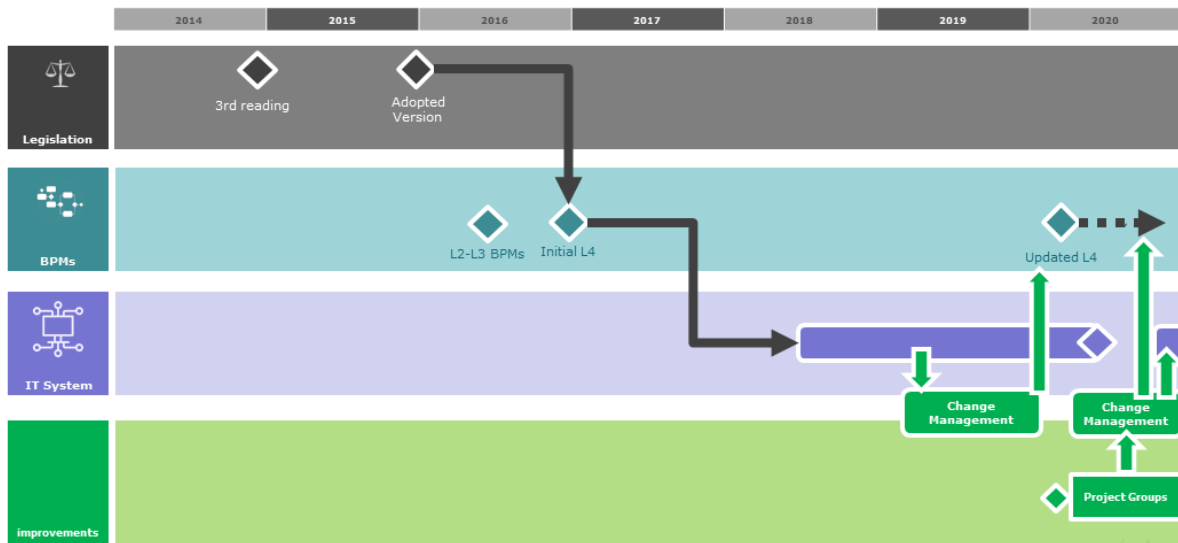 2014 2015 2016 2017 2018 2019 2020
3rd reading
Adopted
Version
Legislation
L2-L3 BPMs Initial L4 Updated L4
BPMs
IT System
Change
Management
Change
Management
Project Groups
improvements